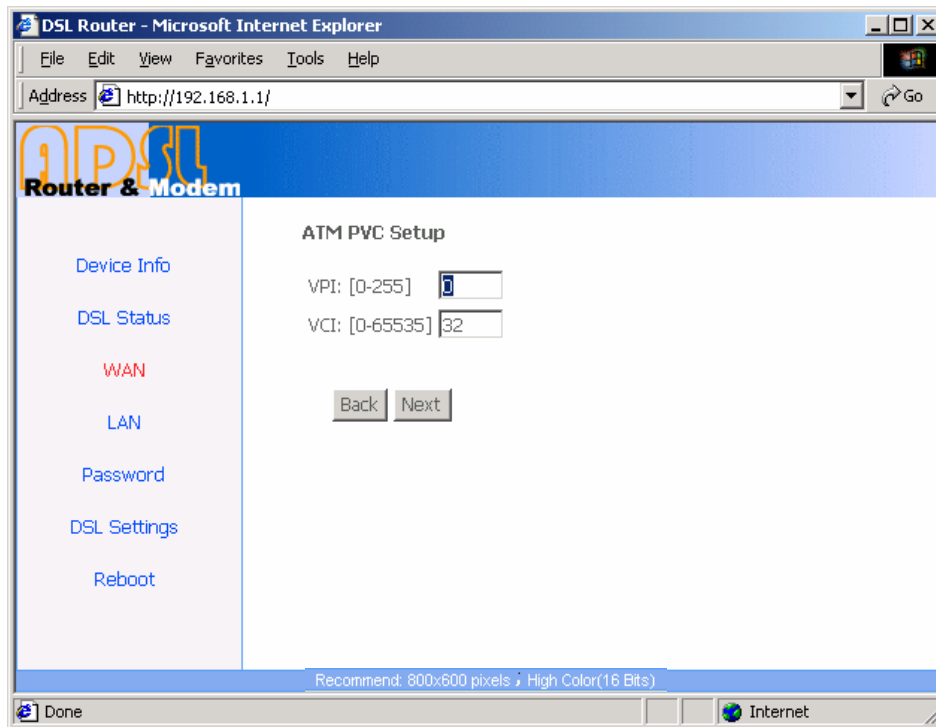 DSL Router - Microsoft Internet Explorer
File Edit View Favorites Tools Help
Address http://192.168.1.1/ Go
ADSL
Router & Modem
ATM PVC Setup
Device Info
VPI: [0-255] 0
DSL Status
VCI: [0-65535] 32
WAN
Back Next
LAN
Password
DSL Settings
Reboot
Recommend: 800x600 pixels ; High Color(16 Bits)
Done Internet